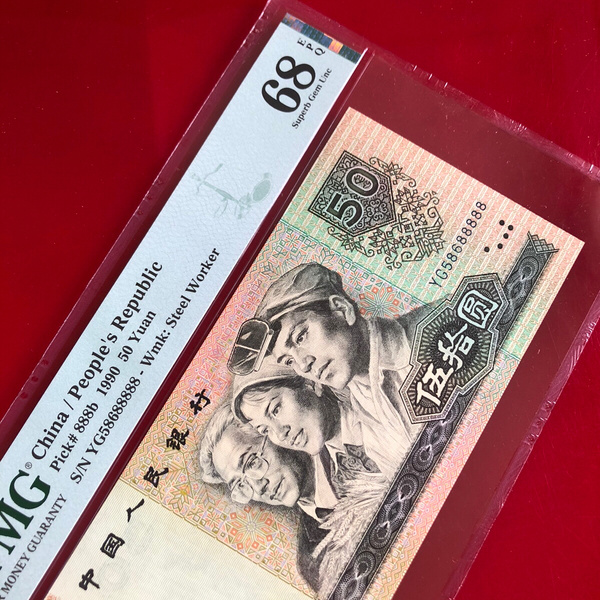 68
EPQ
Superb Gem Unc
China / People's Republic
Pick# 888b 1990 50 Yuan
S/N YG58688888 - Wmk: Steel Worker
MG®
MONEY GUARANTY
50
YG58688888
伍拾圆
中国人民银行